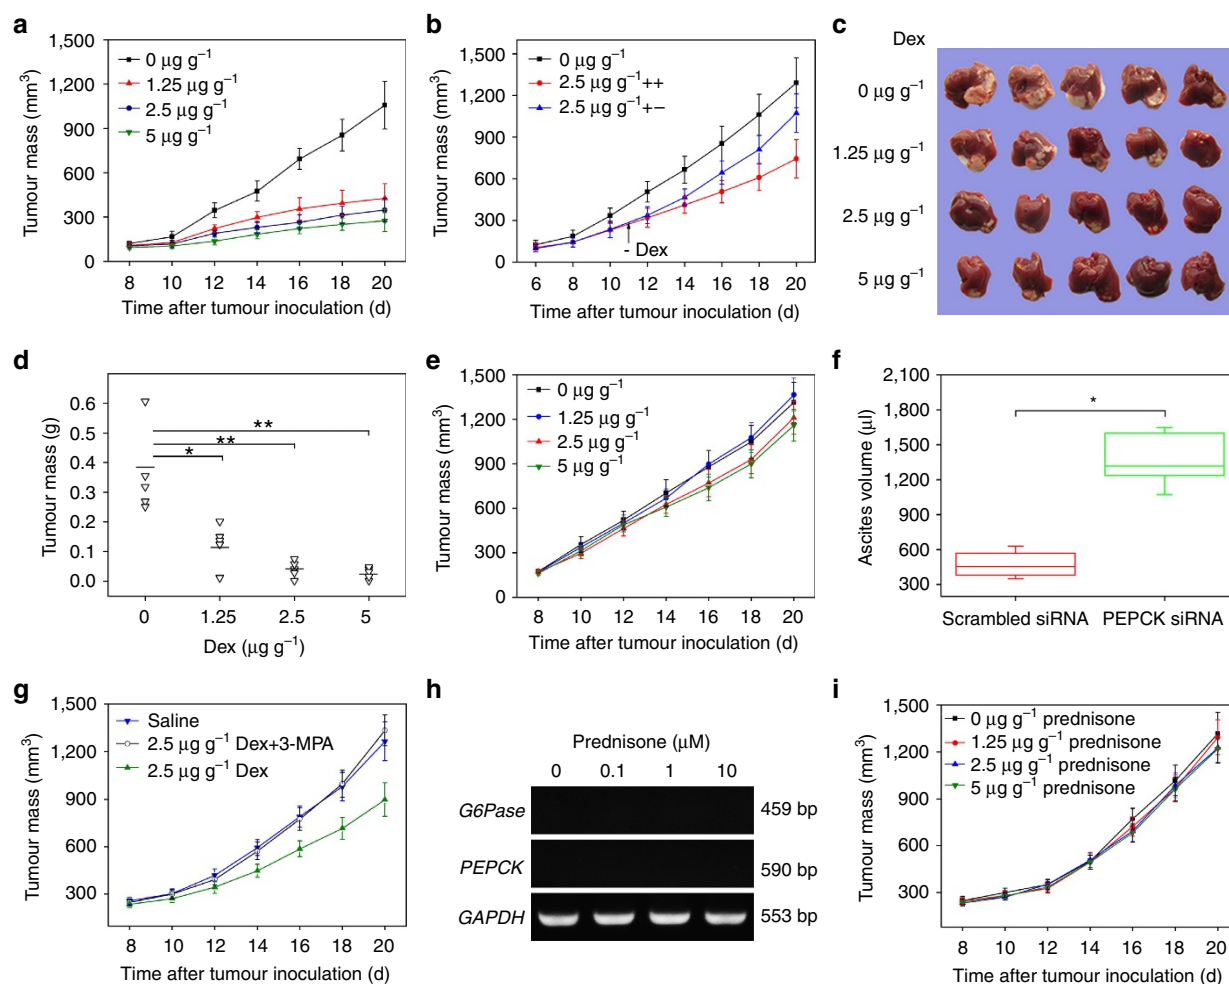 a
1,500
1,200
900
600
300
0
Tumour mass (mm³)
0 µg g⁻¹
1.25 µg g⁻¹
2.5 µg g⁻¹
5 µg g⁻¹
8 10 12 14 16 18 20
Time after tumour inoculation (d)
b
1,500
1,200
900
600
300
0
Tumour mass (mm³)
0 µg g⁻¹
2.5 µg g⁻¹++
2.5 µg g⁻¹+−
- Dex
6 8 10 12 14 16 18 20
Time after tumour inoculation (d)
c
Dex
0 µg g⁻¹
1.25 µg g⁻¹
2.5 µg g⁻¹
5 µg g⁻¹
d
0.6
0.5
0.4
0.3
0.2
0.1
0.0
Tumour mass (g)
**
**
*
0 1.25 2.5 5
Dex (µg g⁻¹)
e
1,500
1,200
900
600
300
0
Tumour mass (mm³)
0 µg g⁻¹
1.25 µg g⁻¹
2.5 µg g⁻¹
5 µg g⁻¹
8 10 12 14 16 18 20
Time after tumour inoculation (d)
f
2,100
1,800
1,500
1,200
900
600
300
Ascites volume (µl)
*
Scrambled siRNA PEPCK siRNA
g
1,500
1,200
900
600
300
Tumour mass (mm³)
Saline
2.5 µg g⁻¹ Dex+3-MPA
2.5 µg g⁻¹ Dex
8 10 12 14 16 18 20
Time after tumour inoculation (d)
h
Prednisone (µM)
0 0.1 1 10
G6Pase 459 bp
PEPCK 590 bp
GAPDH 553 bp
i
1,500
1,200
900
600
300
Tumour mass (mm³)
0 µg g⁻¹ prednisone
1.25 µg g⁻¹ prednisone
2.5 µg g⁻¹ prednisone
5 µg g⁻¹ prednisone
8 10 12 14 16 18 20
Time after tumour inoculation (d)